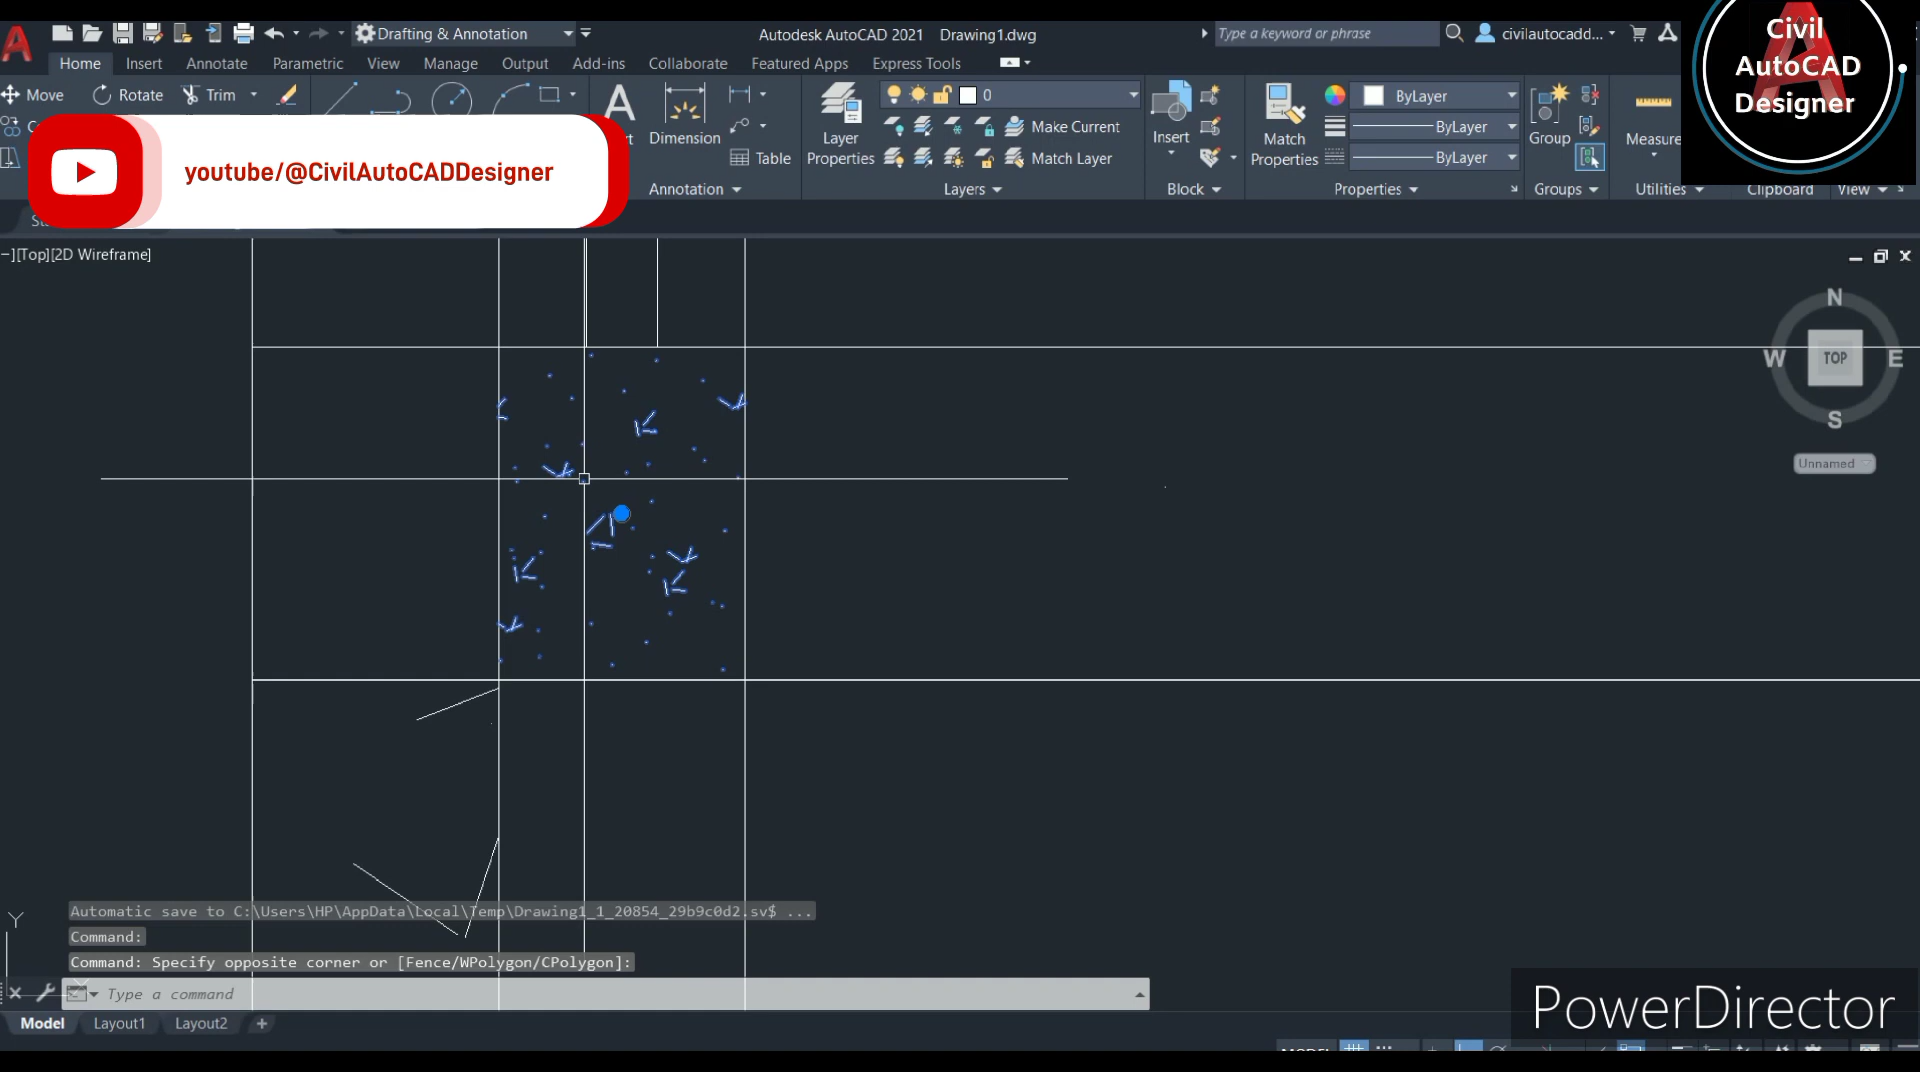 Drafting & Annotation
Autodesk AutoCAD 2021 Drawing1.dwg
Type a keyword or phrase
civilautocadd...
Civil
AutoCAD
Designer
Home Insert Annotate Parametric View Manage Output Add-ins Collaborate Featured Apps Express Tools
Move Rotate Trim
0
ByLayer
Make Current
ByLayer
Dimension
Layer
Properties
Insert
Match
Properties
Group
Measure
Table
Match Layer
ByLayer
youtube/@CivilAutoCADDesigner
Annotation
Layers
Block
Properties
Groups
Utilities
Clipboard
View
−][Top][2D Wireframe]
N
W
TOP
E
S
Unnamed
Automatic save to C:\Users\HP\AppData\Local\Temp\Drawing1_1_20854_29b9c0d2.sv$ ...
Command:
Command: Specify opposite corner or [Fence/WPolygon/CPolygon]:
Y
Type a command
Model Layout1 Layout2 +
PowerDirector